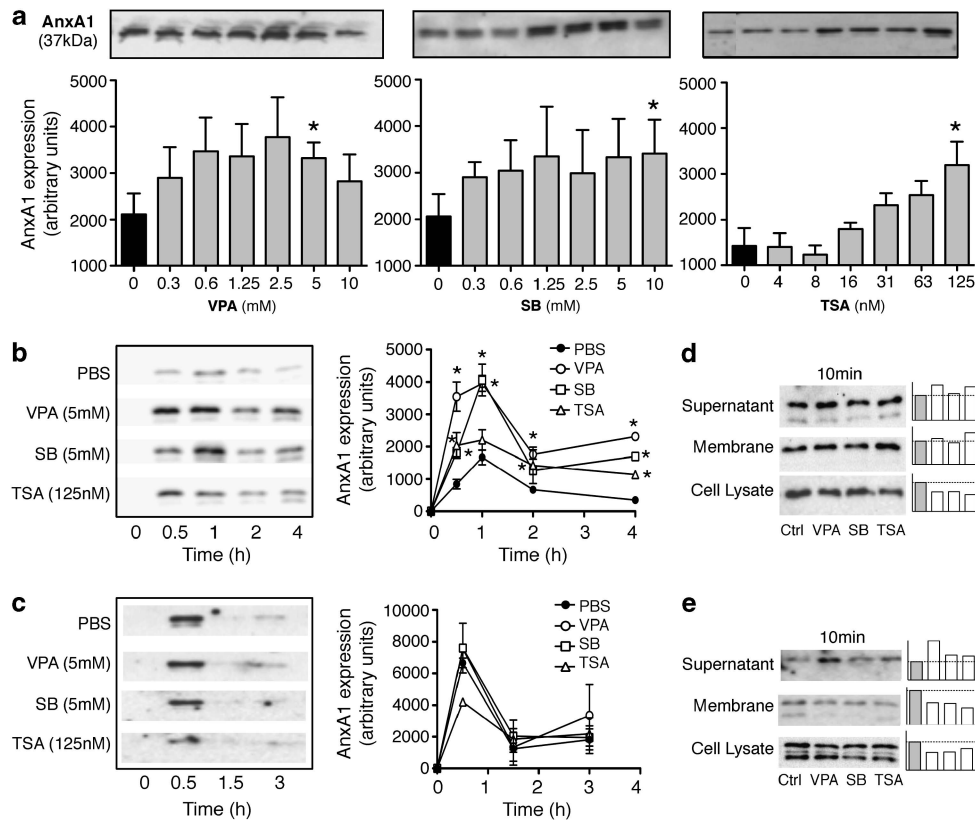 a
AnxA1
(37kDa)
AnxA1 expression
(arbitrary units)
5000
4000
3000
2000
1000
0 0.3 0.6 1.25 2.5 5 10
VPA (mM)
*
5000
4000
3000
2000
1000
0 0.3 0.6 1.25 2.5 5 10
SB (mM)
*
5000
4000
3000
2000
1000
0 4 8 16 31 63 125
TSA (nM)
*
b
PBS
VPA (5mM)
SB (5mM)
TSA (125nM)
0 0.5 1 2 4
Time (h)
AnxA1 expression
(arbitrary units)
5000
4000
3000
2000
1000
0
0 1 2 3 4
Time (h)
PBS
VPA
SB
TSA
* * * * * * * * * *
c
PBS
VPA (5mM)
SB (5mM)
TSA (125nM)
0 0.5 1.5 3
Time (h)
AnxA1 expression
(arbitrary units)
10000
8000
6000
4000
2000
0
0 1 2 3 4
Time (h)
PBS
VPA
SB
TSA
d
10min
Supernatant
Membrane
Cell Lysate
Ctrl VPA SB TSA
e
10min
Supernatant
Membrane
Cell Lysate
Ctrl VPA SB TSA